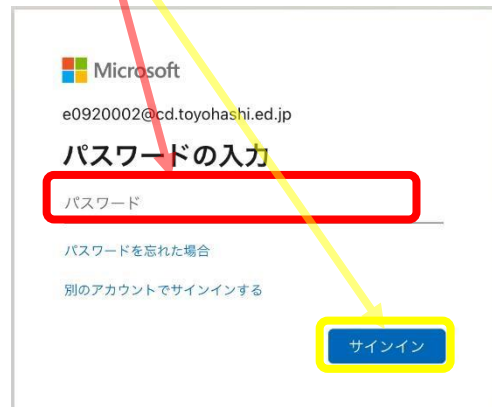 Microsoft
e0920002@cd.toyohashi.ed.jp
パスワードの入力
パスワード
パスワードを忘れた場合
別のアカウントでサインインする
サインイン